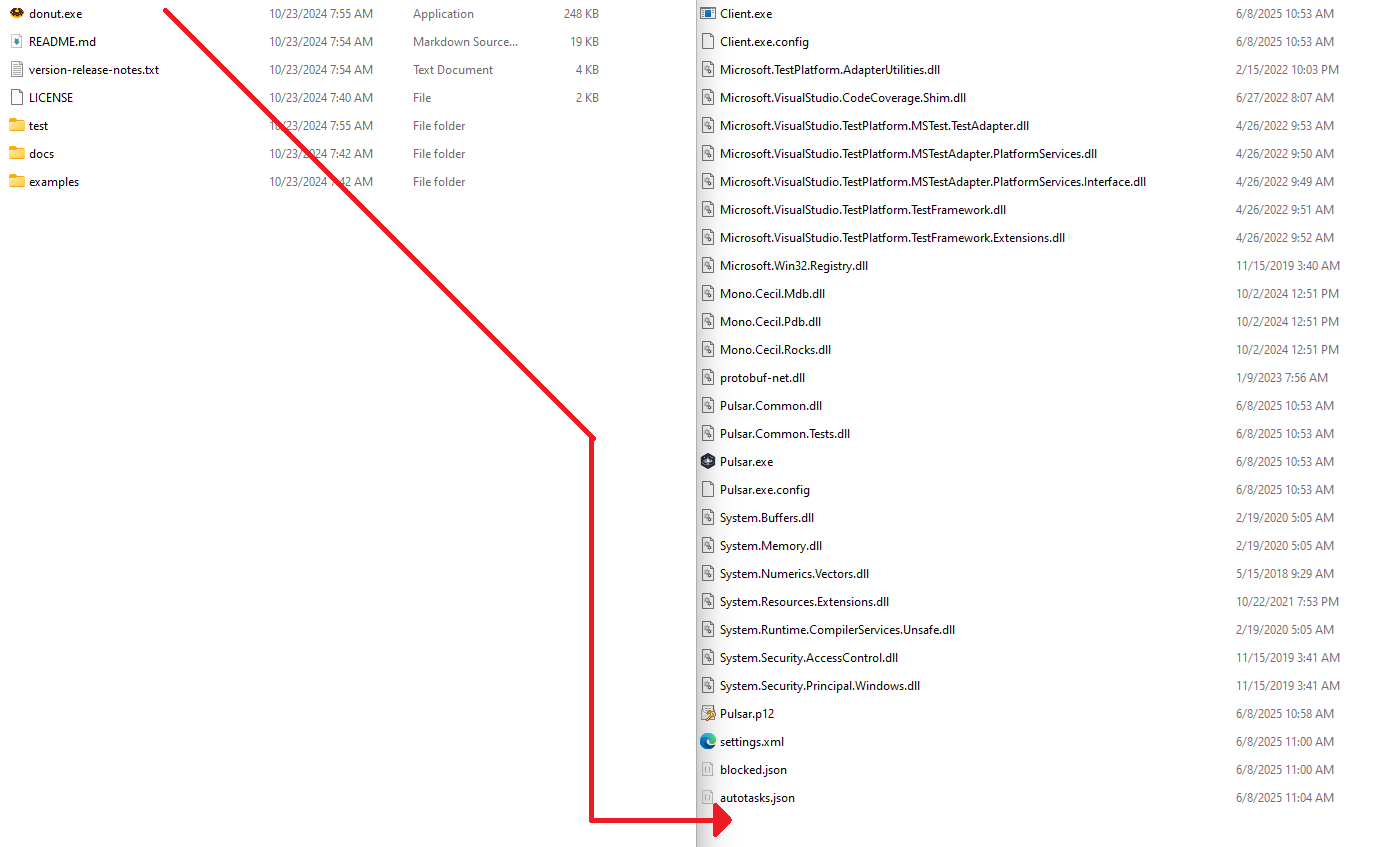 donut.exe 10/23/2024 7:55 AM Application 248 KB
README.md 10/23/2024 7:54 AM Markdown Source... 19 KB
version-release-notes.txt 10/23/2024 7:54 AM Text Document 4 KB
LICENSE 10/23/2024 7:40 AM File 2 KB
test 10/23/2024 7:55 AM File folder
docs 10/23/2024 7:42 AM File folder
examples 10/23/2024 7:42 AM File folder
Client.exe 6/8/2025 10:53 AM
Client.exe.config 6/8/2025 10:53 AM
Microsoft.TestPlatform.AdapterUtilities.dll 2/15/2022 10:03 PM
Microsoft.VisualStudio.CodeCoverage.Shim.dll 6/27/2022 8:07 AM
Microsoft.VisualStudio.TestPlatform.MSTest.TestAdapter.dll 4/26/2022 9:53 AM
Microsoft.VisualStudio.TestPlatform.MSTestAdapter.PlatformServices.dll 4/26/2022 9:50 AM
Microsoft.VisualStudio.TestPlatform.MSTestAdapter.PlatformServices.Interface.dll 4/26/2022 9:49 AM
Microsoft.VisualStudio.TestPlatform.TestFramework.dll 4/26/2022 9:51 AM
Microsoft.VisualStudio.TestPlatform.TestFramework.Extensions.dll 4/26/2022 9:52 AM
Microsoft.Win32.Registry.dll 11/15/2019 3:40 AM
Mono.Cecil.Mdb.dll 10/2/2024 12:51 PM
Mono.Cecil.Pdb.dll 10/2/2024 12:51 PM
Mono.Cecil.Rocks.dll 10/2/2024 12:51 PM
protobuf-net.dll 1/9/2023 7:56 AM
Pulsar.Common.dll 6/8/2025 10:53 AM
Pulsar.Common.Tests.dll 6/8/2025 10:53 AM
Pulsar.exe 6/8/2025 10:53 AM
Pulsar.exe.config 6/8/2025 10:53 AM
System.Buffers.dll 2/19/2020 5:05 AM
System.Memory.dll 2/19/2020 5:05 AM
System.Numerics.Vectors.dll 5/15/2018 9:29 AM
System.Resources.Extensions.dll 10/22/2021 7:53 PM
System.Runtime.CompilerServices.Unsafe.dll 2/19/2020 5:05 AM
System.Security.AccessControl.dll 11/15/2019 3:41 AM
System.Security.Principal.Windows.dll 11/15/2019 3:41 AM
Pulsar.p12 6/8/2025 10:58 AM
settings.xml 6/8/2025 11:00 AM
blocked.json 6/8/2025 11:00 AM
autotasks.json 6/8/2025 11:04 AM